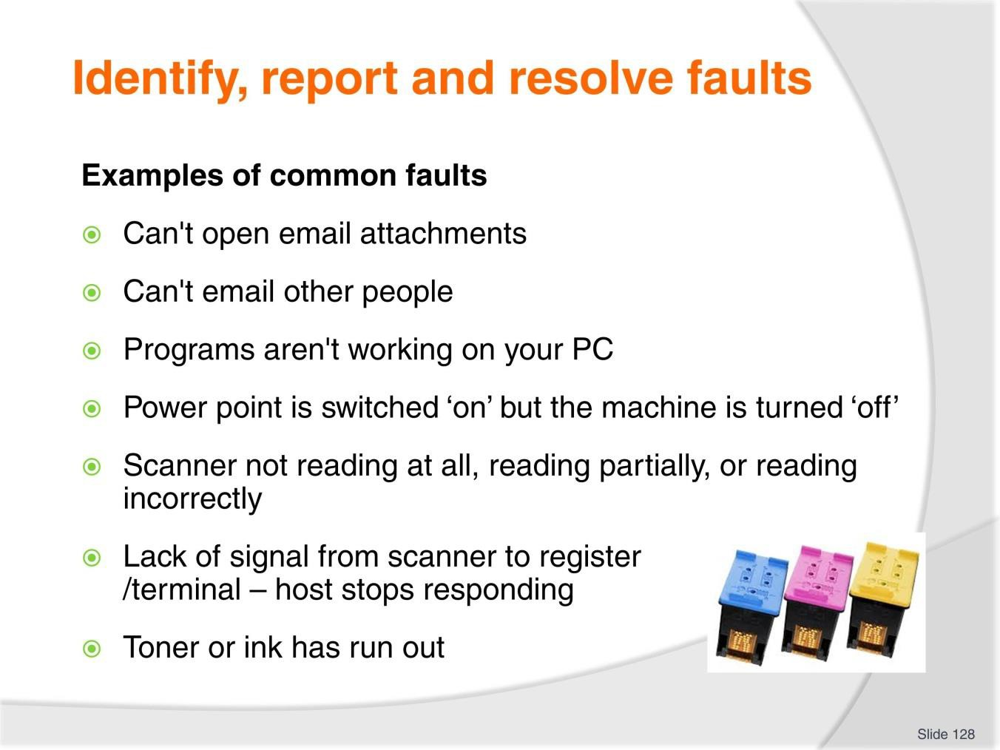 Identify, report and resolve faults
Examples of common faults
Can't open email attachments
Can't email other people
Programs aren't working on your PC
Power point is switched ‘on’ but the machine is turned ‘off’
Scanner not reading at all, reading partially, or reading
incorrectly
Lack of signal from scanner to register
/terminal – host stops responding
Toner or ink has run out
Slide 128